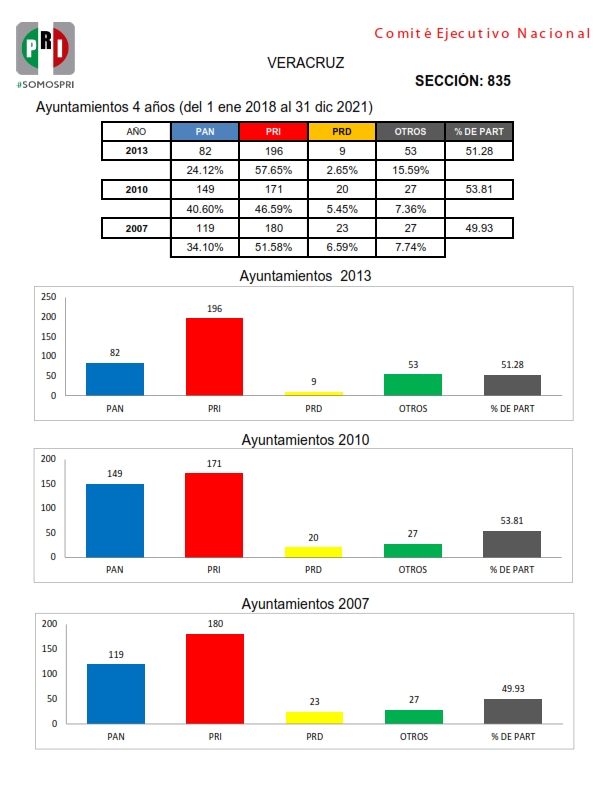 PRI
#SOMOSPRI
Comité Ejecutivo Nacional
VERACRUZ
SECCIÓN: 835
Ayuntamientos 4 años (del 1 ene 2018 al 31 dic 2021)
AÑO PAN PRI PRD OTROS % DE PART
2013 82 196 9 53 51.28
24.12% 57.65% 2.65% 15.59%
2010 149 171 20 27 53.81
40.60% 46.59% 5.45% 7.36%
2007 119 180 23 27 49.93
34.10% 51.58% 6.59% 7.74%
Ayuntamientos 2013
250
200
150
100
50
0
82 196 9 53 51.28
PAN PRI PRD OTROS % DE PART
Ayuntamientos 2010
200
150
100
50
0
149 171 20 27 53.81
PAN PRI PRD OTROS % DE PART
Ayuntamientos 2007
200
150
100
50
0
119 180 23 27 49.93
PAN PRI PRD OTROS % DE PART